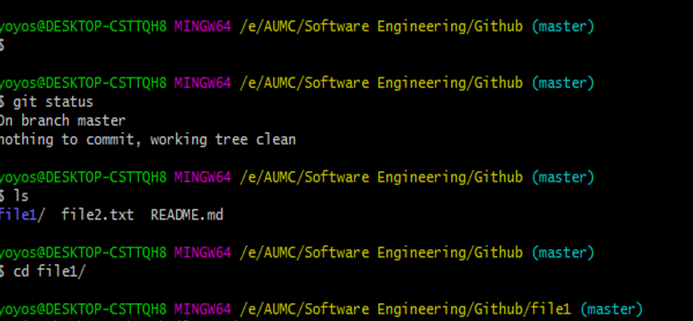 yoyos@DESKTOP-CSTTQH8 MINGW64 /e/AUMC/Software Engineering/Github (master)
$
yoyos@DESKTOP-CSTTQH8 MINGW64 /e/AUMC/Software Engineering/Github (master)
$ git status
On branch master
nothing to commit, working tree clean
yoyos@DESKTOP-CSTTQH8 MINGW64 /e/AUMC/Software Engineering/Github (master)
$ ls
file1/  file2.txt  README.md
yoyos@DESKTOP-CSTTQH8 MINGW64 /e/AUMC/Software Engineering/Github (master)
$ cd file1/
yoyos@DESKTOP-CSTTQH8 MINGW64 /e/AUMC/Software Engineering/Github/file1 (master)